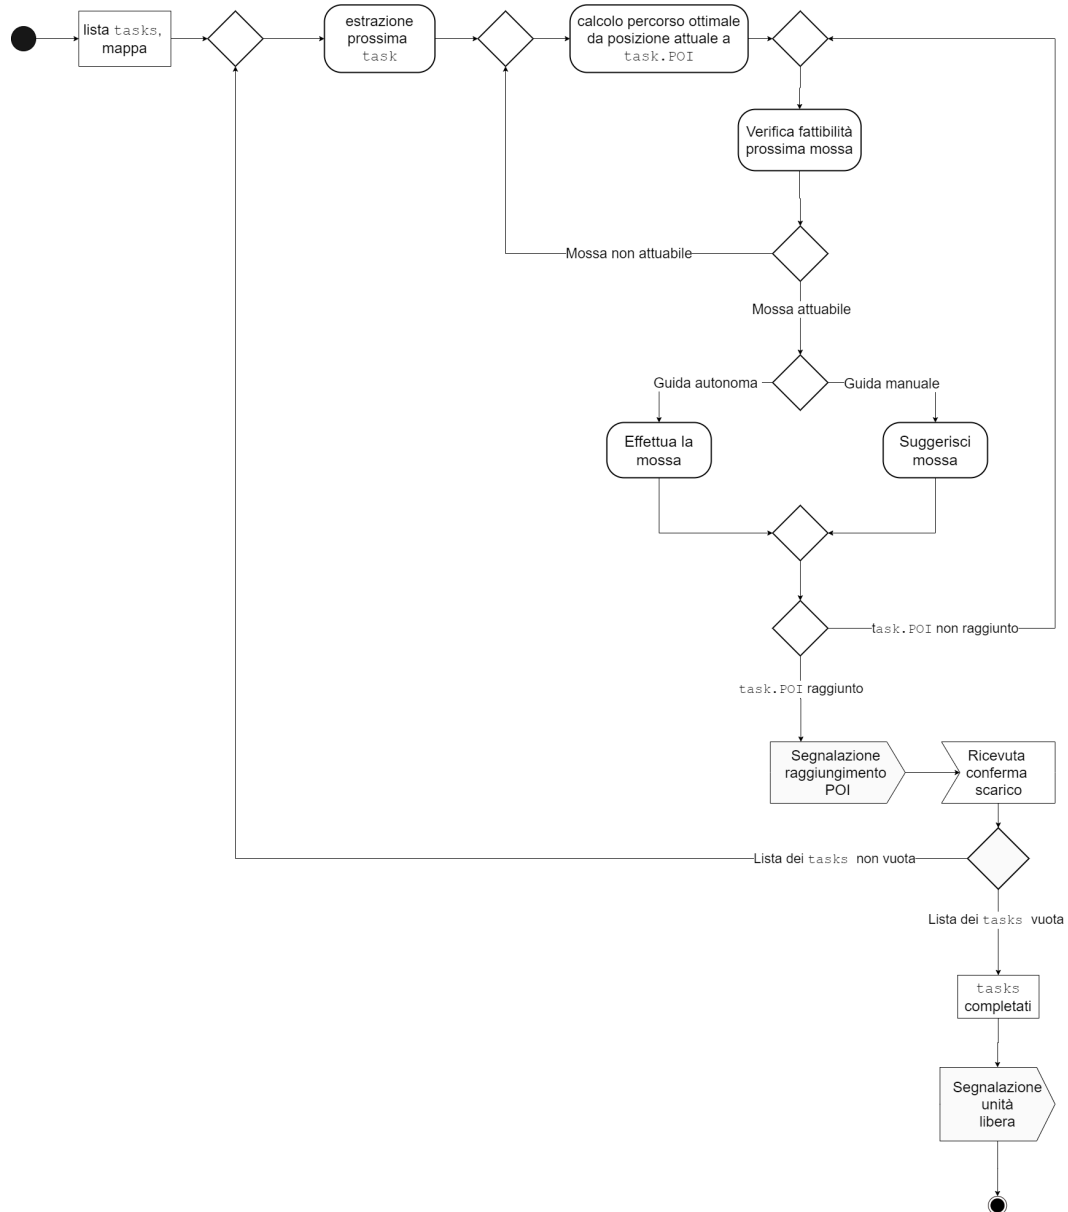 lista tasks,
mappa
estrazione
prossima
task
calcolo percorso ottimale
da posizione attuale a
task.POI
Verifica fattibilità
prossima mossa
Mossa non attuabile
Mossa attuabile
Guida autonoma
Guida manuale
Effettua la
mossa
Suggerisci
mossa
task.POI non raggiunto
task.POI raggiunto
Segnalazione
raggiungimento
POI
Ricevuta
conferma
scarico
Lista dei tasks non vuota
Lista dei tasks vuota
tasks
completati
Segnalazione
unità
libera